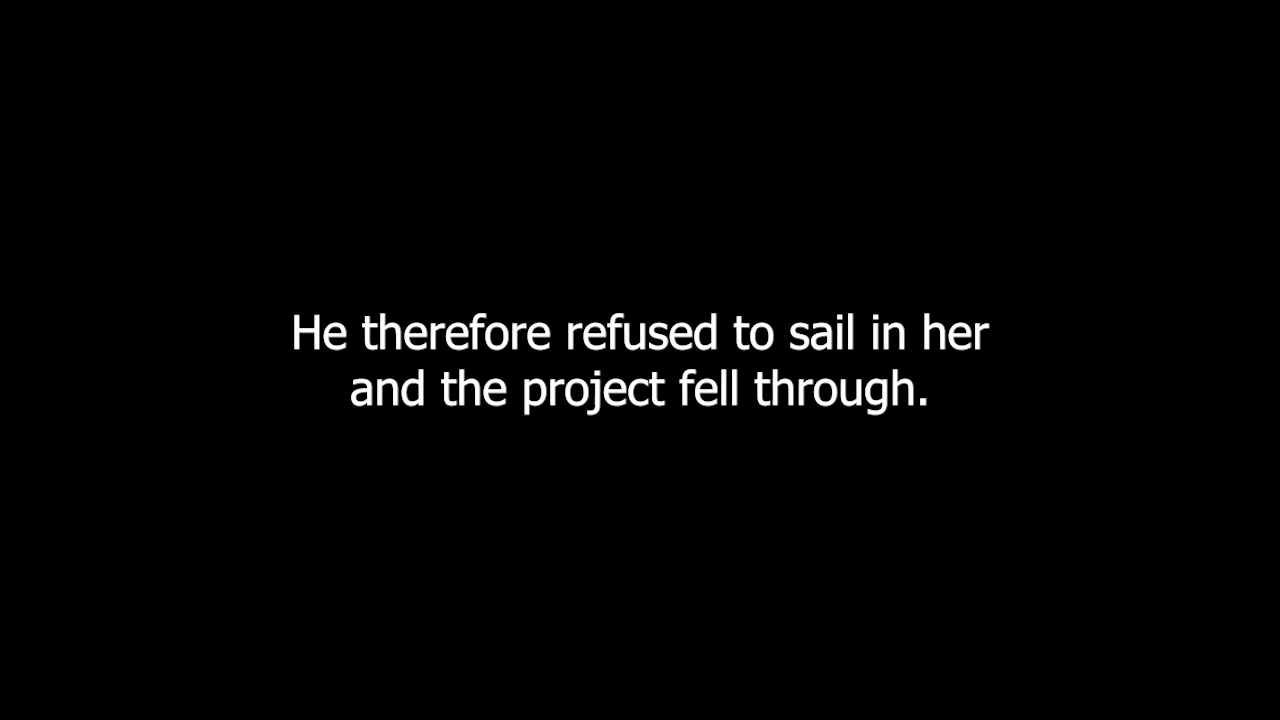 He therefore refused to sail in her
and the project fell through.